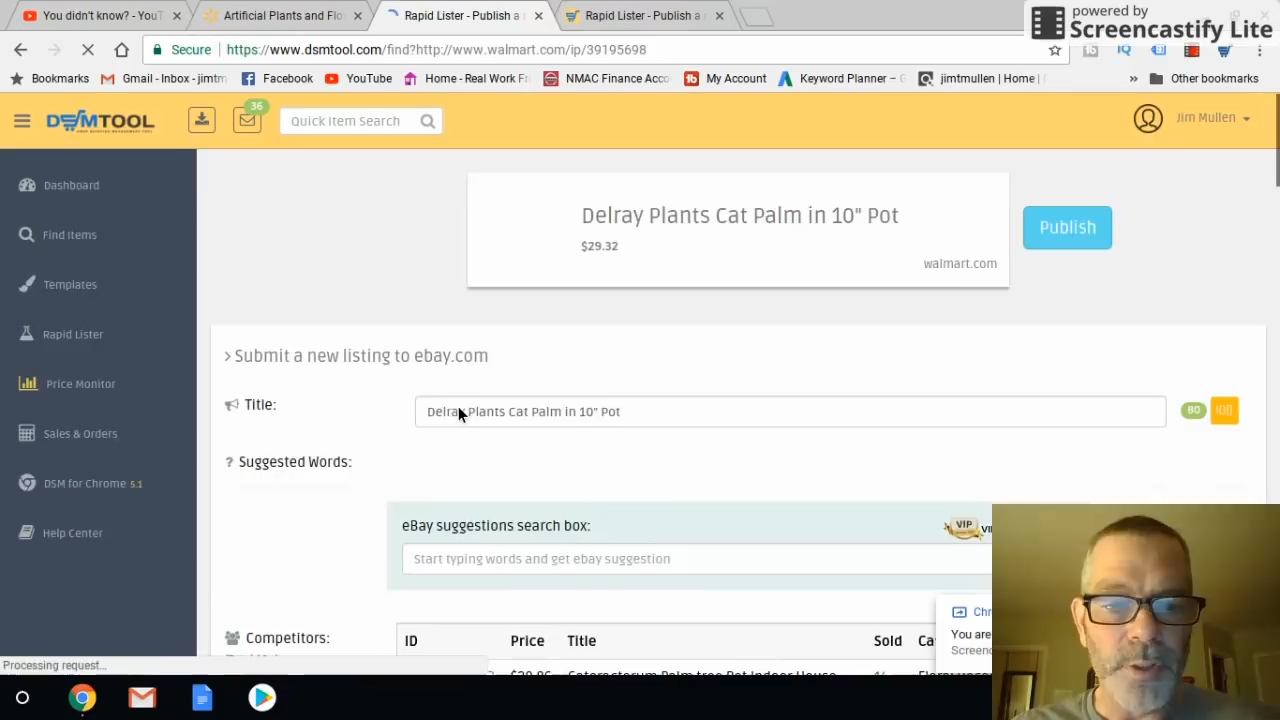 You didn't know? - YouT
Artificial Plants and Flo
Rapid Lister - Publish a
Rapid Lister - Publish a
powered by
Screencastify Lite
Secure
https://www.dsmtool.com/find?http://www.walmart.com/ip/39195698
Bookmarks
Gmail - Inbox - jimtm
Facebook
YouTube
Home - Real Work Fr
NMAC Finance Acco
My Account
Keyword Planner –
jimtmullen | Home |
»
Other bookmarks
DSMTOOL
36
Quick Item Search
Jim Mullen
Dashboard
Find Items
Templates
Rapid Lister
Price Monitor
Sales & Orders
DSM for Chrome 5.1
Help Center
Delray Plants Cat Palm in 10" Pot
$29.32
walmart.com
Publish
> Submit a new listing to ebay.com
Title:
Delray Plants Cat Palm in 10" Pot
80
Suggested Words:
eBay suggestions search box:
VIP
Start typing words and get ebay suggestion
Competitors:
ID
Price
Title
Sold
Chr
You are
Screenc
Processing request...